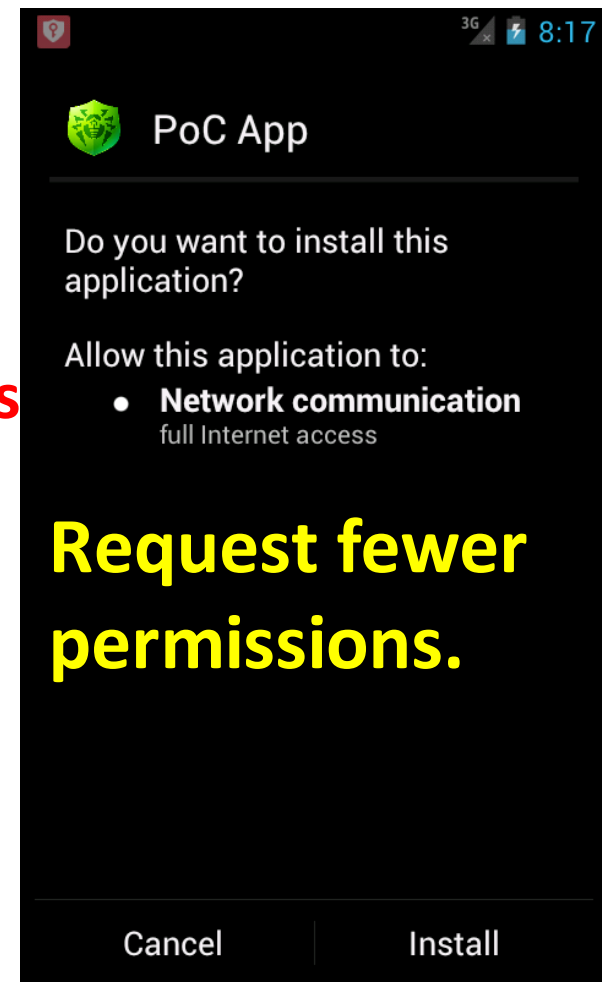 3G 8:17
PoC App
Do you want to install this
application?
Allow this application to:
s
• Network communication
full Internet access
Request fewer
permissions.
Cancel Install